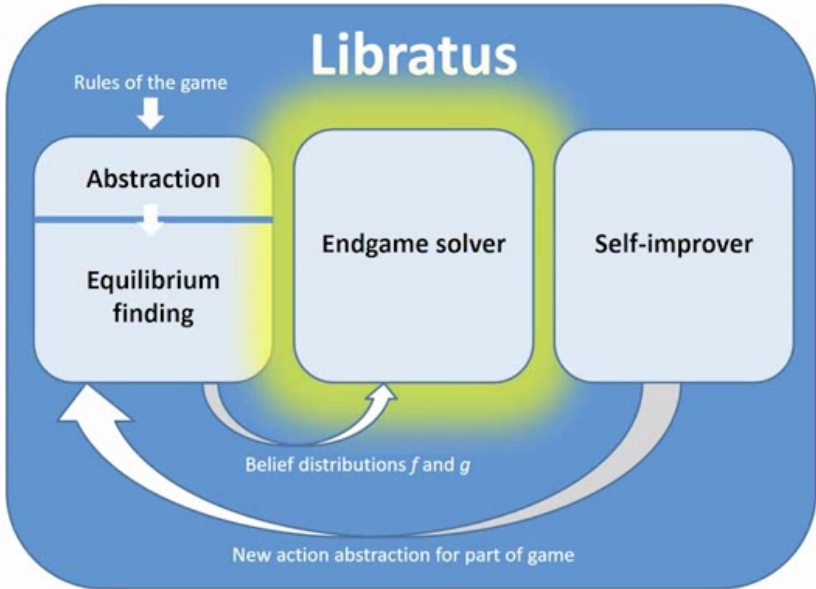 Libratus
Rules of the game
Abstraction
Equilibrium
finding
Endgame solver
Self-improver
Belief distributions f and g
New action abstraction for part of game